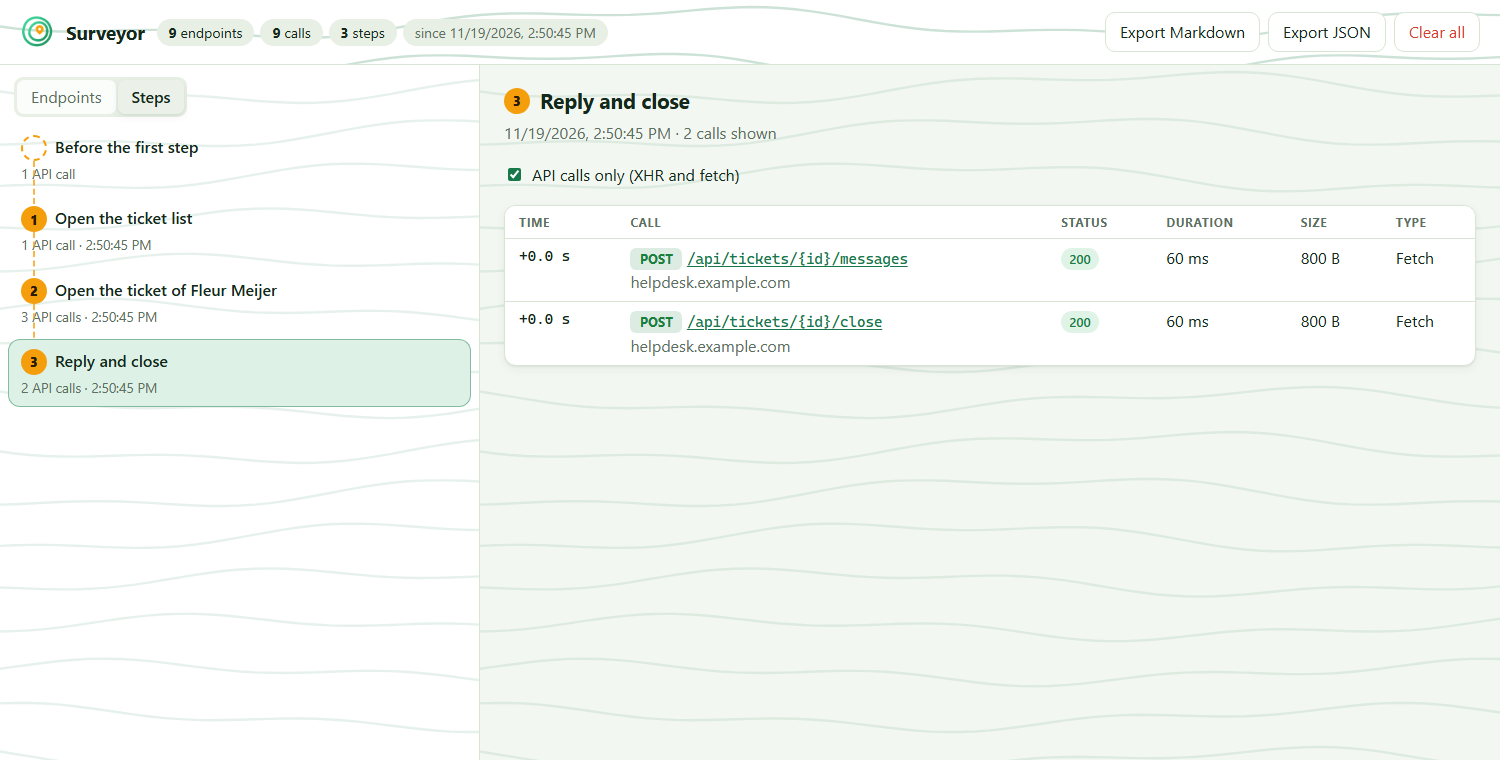 Surveyor 9 endpoints 9 calls 3 steps since 11/19/2026, 2:50:45 PM Export Markdown Export JSON Clear all
Endpoints Steps
Before the first step
1 API call
1 Open the ticket list
1 API call · 2:50:45 PM
2 Open the ticket of Fleur Meijer
3 API calls · 2:50:45 PM
3 Reply and close
2 API calls · 2:50:45 PM
3 Reply and close
11/19/2026, 2:50:45 PM · 2 calls shown
API calls only (XHR and fetch)
TIME CALL STATUS DURATION SIZE TYPE
+0.0 s POST /api/tickets/{id}/messages 200 60 ms 800 B Fetch
helpdesk.example.com
+0.0 s POST /api/tickets/{id}/close 200 60 ms 800 B Fetch
helpdesk.example.com